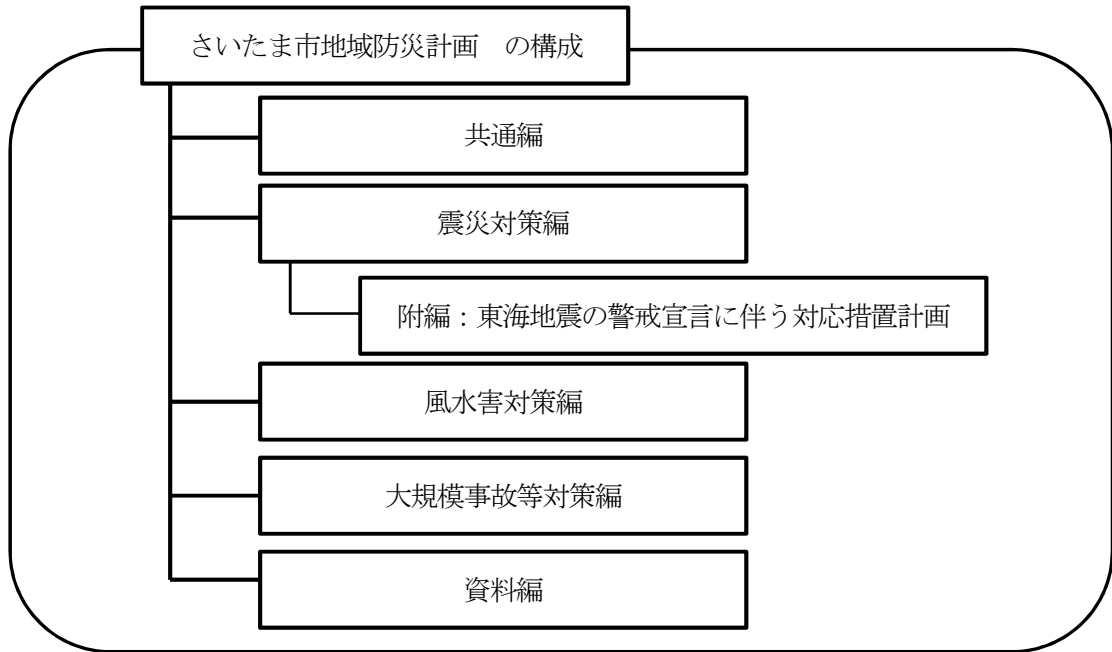 さいたま市地域防災計画　の構成
共通編
震災対策編
附編：東海地震の警戒宣言に伴う対応措置計画
風水害対策編
大規模事故等対策編
資料編